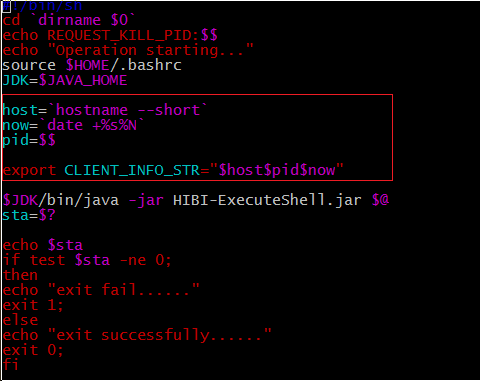 #!/bin/sh
cd `dirname $0`
echo REQUEST_KILL_PID:$$
echo "Operation starting..."
source $HOME/.bashrc
JDK=$JAVA_HOME
host=`hostname --short`
now=`date +%s%N`
pid=$$
export CLIENT_INFO_STR="$host$pid$now"
$JDK/bin/java -jar HIBI-ExecuteShell.jar $@
sta=$?
echo $sta
if test $sta -ne 0;
then
echo "exit fail......"
exit 1;
else
echo "exit successfully......"
exit 0;
fi